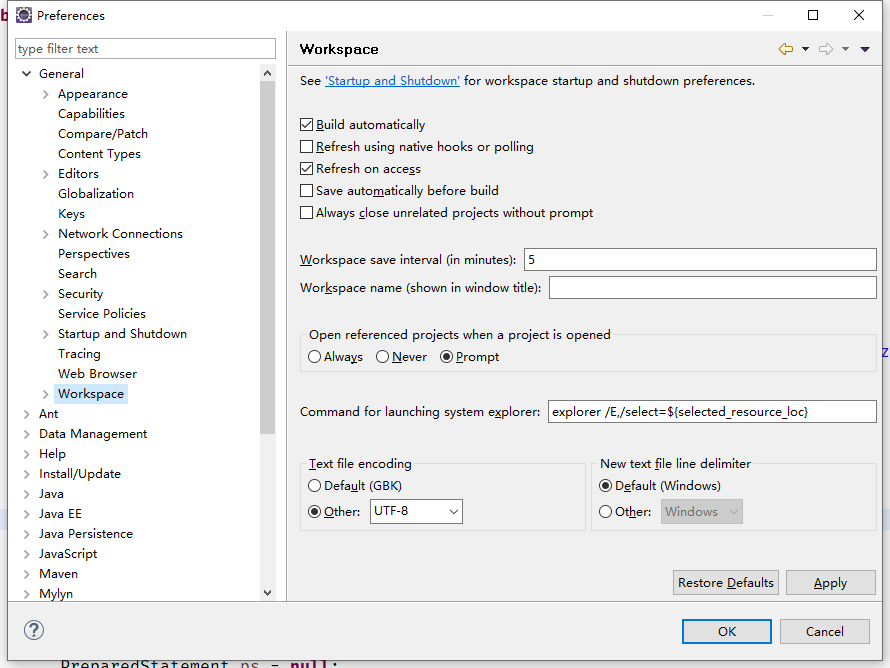 Preferences
type filter text
General
Appearance
Capabilities
Compare/Patch
Content Types
Editors
Globalization
Keys
Network Connections
Perspectives
Search
Security
Service Policies
Startup and Shutdown
Tracing
Web Browser
Workspace
Ant
Data Management
Help
Install/Update
Java
Java EE
Java Persistence
JavaScript
Maven
Mylyn
Workspace
See 'Startup and Shutdown' for workspace startup and shutdown preferences.
Build automatically
Refresh using native hooks or polling
Refresh on access
Save automatically before build
Always close unrelated projects without prompt
Workspace save interval (in minutes): 5
Workspace name (shown in window title):
Open referenced projects when a project is opened
Always Never Prompt
Command for launching system explorer: explorer /E,/select=${selected_resource_loc}
Text file encoding
Default (GBK)
Other: UTF-8
New text file line delimiter
Default (Windows)
Other: Windows
Restore Defaults Apply
OK Cancel
PreparedStatement ps = null;